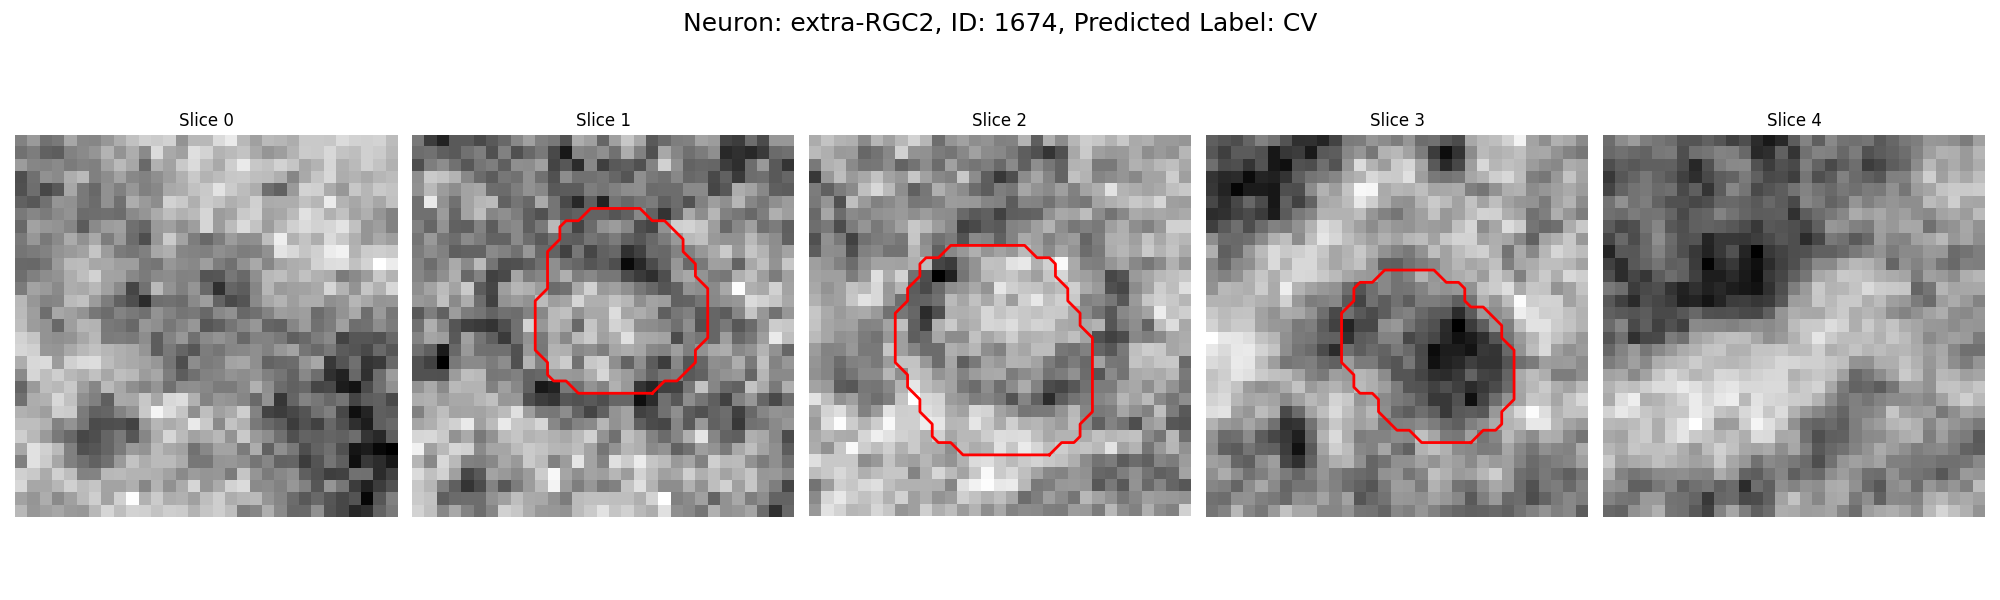 Neuron: extra-RGC2, ID: 1674, Predicted Label: CV
Slice 0
Slice 1
Slice 2
Slice 3
Slice 4